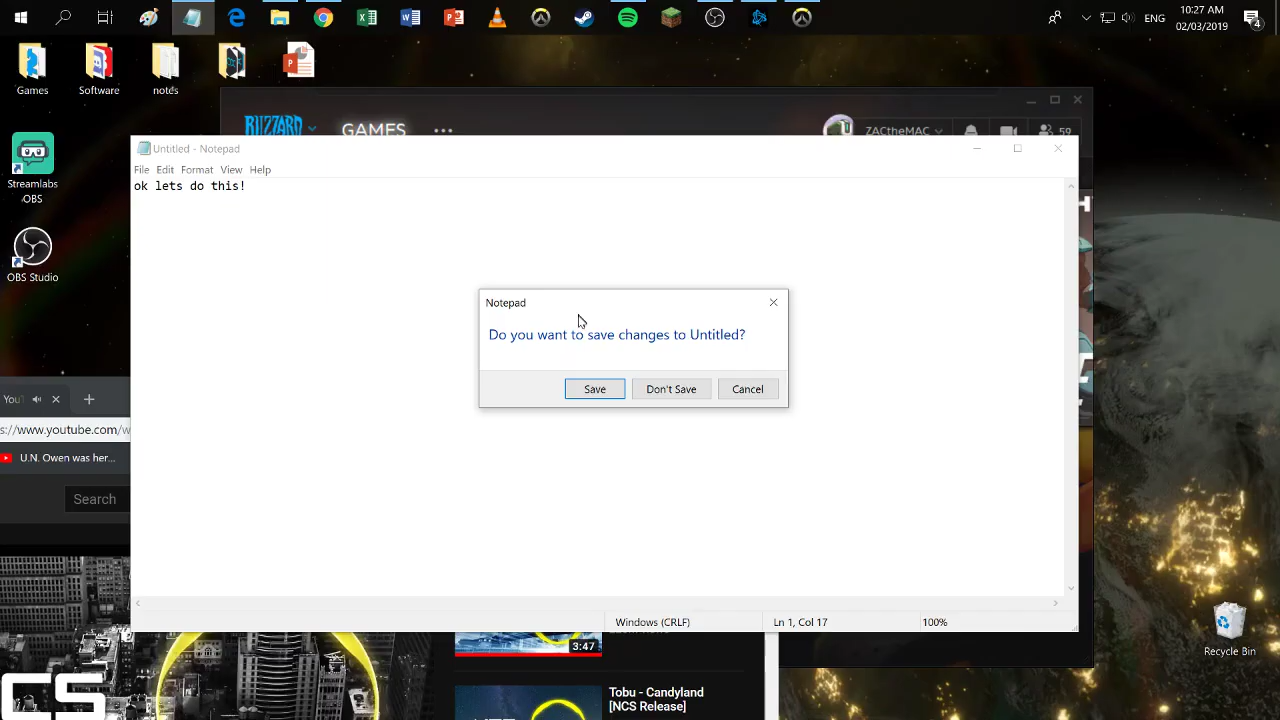 ENG
10:27 AM
02/03/2019
4
Games
Software
notes
Streamlabs
OBS
OBS Studio
BLIZZARD
GAMES
ZACtheMAC
59
Untitled - Notepad
File Edit Format View Help
ok lets do this!
Notepad
Do you want to save changes to Untitled?
Save
Don't Save
Cancel
Windows (CRLF)
Ln 1, Col 17
100%
s://www.youtube.com/w
U.N. Owen was her...
Search
3:47
Tobu - Candyland
[NCS Release]
CS
Recycle Bin